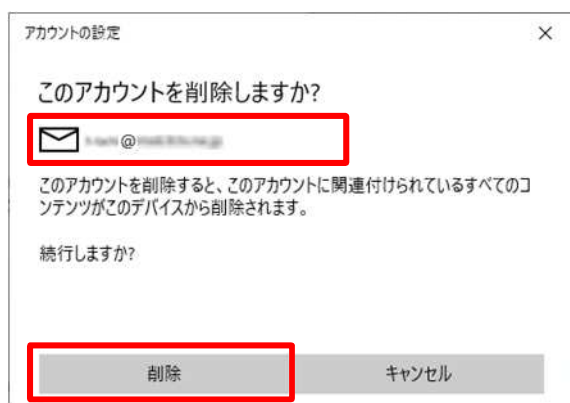 アカウントの設定
このアカウントを削除しますか?
@
このアカウントを削除すると、このアカウントに関連付けられているすべてのコ
ンテンツがこのデバイスから削除されます。
続行しますか?
削除
キャンセル